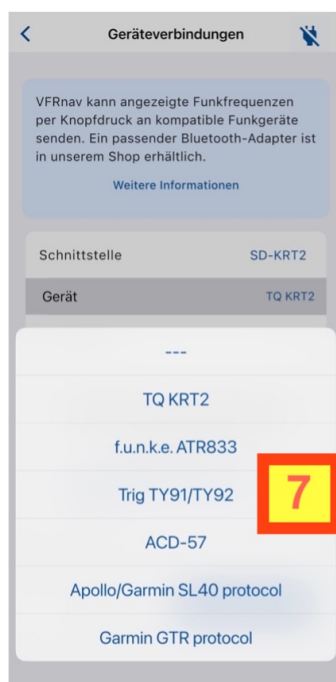 Geräteverbindungen
VFRnav kann angezeigte Funkfrequenzen
per Knopfdruck an kompatible Funkgeräte
senden. Ein passender Bluetooth-Adapter ist
in unserem Shop erhältlich.
Weitere Informationen
Schnittstelle SD-KRT2
Gerät TQ KRT2
---
TQ KRT2
f.u.n.k.e. ATR833
Trig TY91/TY92
7
ACD-57
Apollo/Garmin SL40 protocol
Garmin GTR protocol